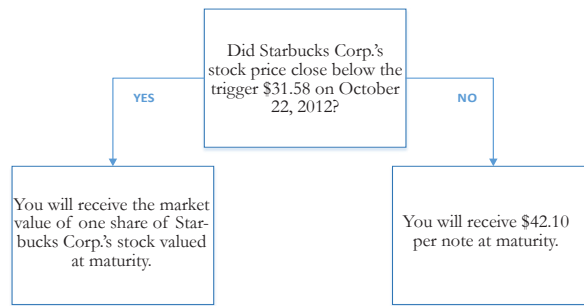 Did Starbucks Corp.'s
stock price close below the
trigger $31.58 on October
22, 2012?
YES
NO
You will receive the market
value of one share of Star-
bucks Corp.'s stock valued
at maturity.
You will receive $42.10
per note at maturity.